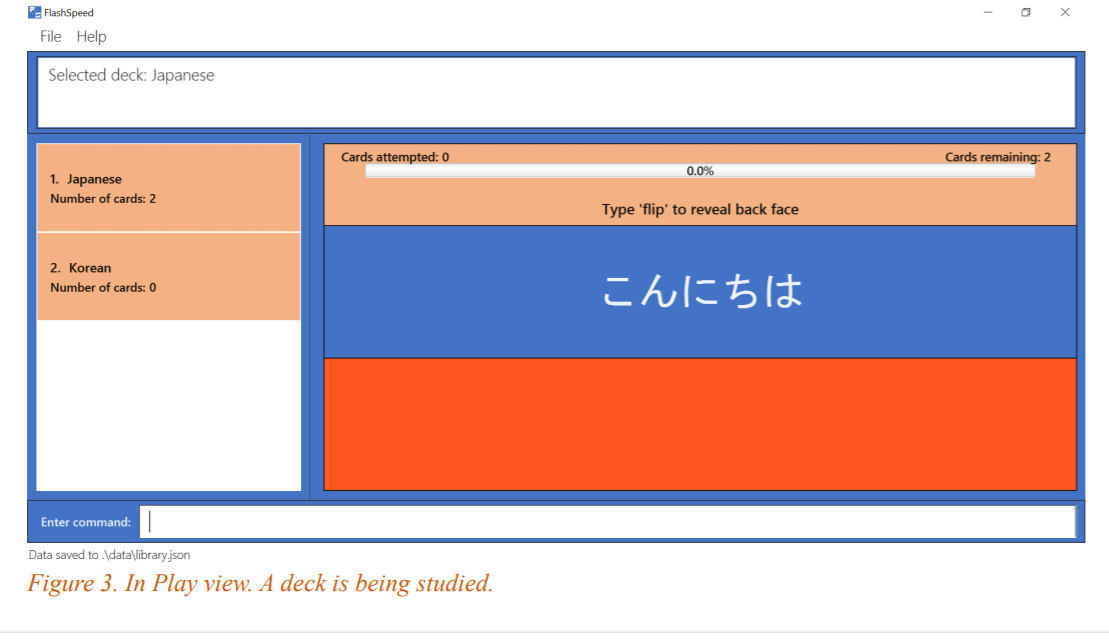 FlashSpeed
File Help
Selected deck: Japanese
1. Japanese
Number of cards: 2
2. Korean
Number of cards: 0
Cards attempted: 0
Cards remaining: 2
0.0%
Type 'flip' to reveal back face
こんにちは
Enter command:
Data saved to .\data\library.json
Figure 3. In Play view. A deck is being studied.